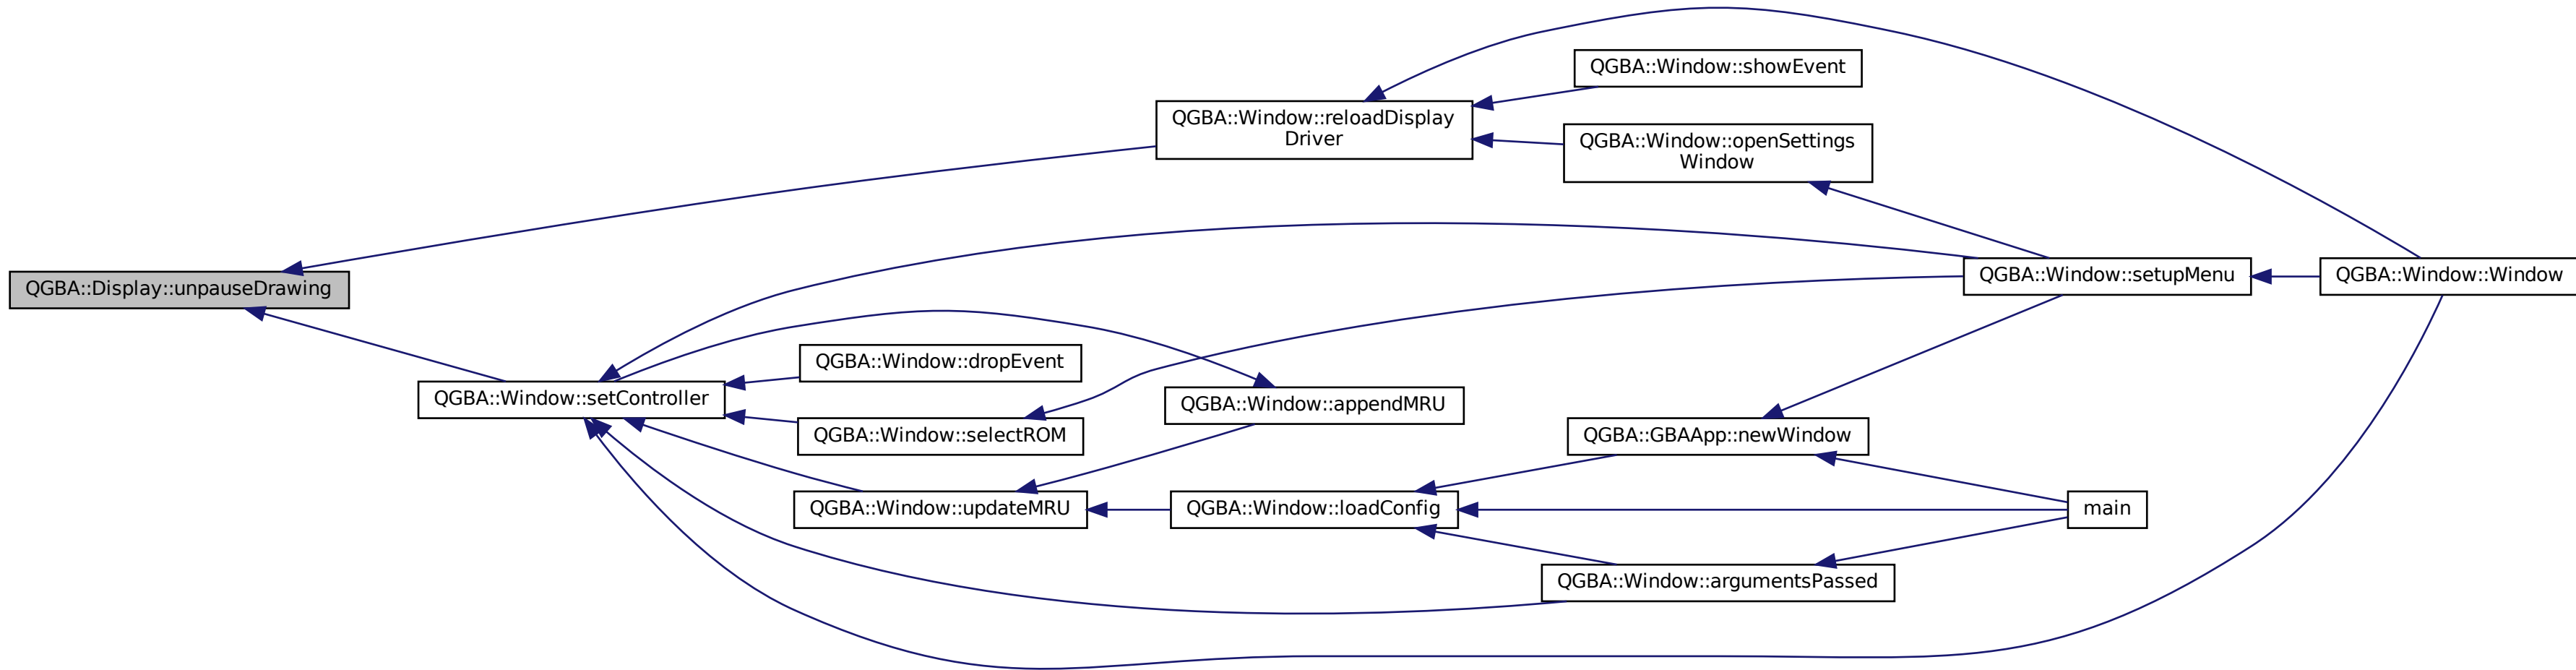 QGBA::Window::showEvent
QGBA::Window::reloadDisplay
Driver
QGBA::Window::openSettings
Window
QGBA::Display::unpauseDrawing
QGBA::Window::setupMenu
QGBA::Window::Window
QGBA::Window::dropEvent
QGBA::Window::setController
QGBA::Window::appendMRU
QGBA::Window::selectROM
QGBA::GBAApp::newWindow
QGBA::Window::updateMRU
QGBA::Window::loadConfig
main
QGBA::Window::argumentsPassed